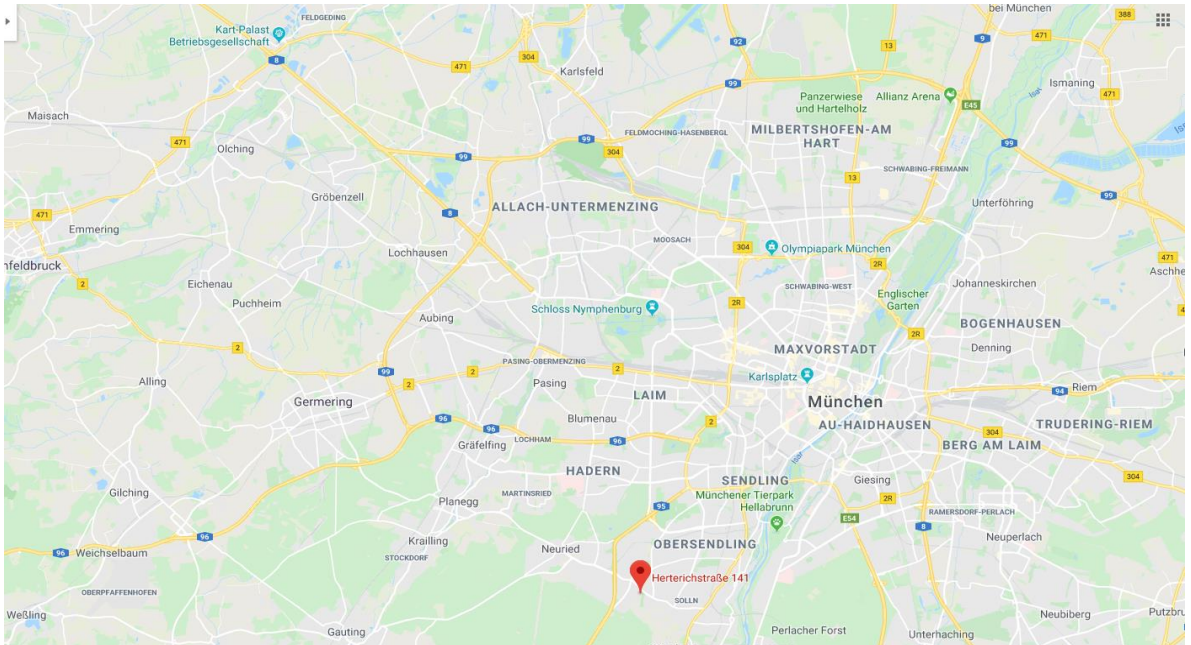 bei München
388
FELDGEDING
Kart-Palast
Betriebsgesellschaft
8
471
304
92
9
471
13
Karlsfeld
471
99
Panzerwiese
und Hartelholz
Allianz Arena
E45
Ismaning
471
Isar
Maisach
471
Olching
99
99
304
FELDMOCHING-HASENBERGL
MILBERTSHOFEN-AM
HART
99
13
SCHWABING-FREIMANN
99
Gröbenzell
8
ALLACH-UNTERMENZING
Unterföhring
471
Emmering
MOOSACH
304
Olympiapark München
2R
471
Lochhausen
nfeldbruck
2
Eichenau
Puchheim
SCHWABING-WEST
Englischer
Garten
Johanneskirchen
Schloss Nymphenburg
2R
Aubing
BOGENHAUSEN
2R
2
MAXVORSTADT
Denning
PASING-OBERMENZING
99
2
2
2
Karlsplatz
Alling
Pasing
Germering
LAIM
München
94
Riem
96
Blumenau
2
AU-HAIDHAUSEN
TRUDERING-RIEM
96
LOCHHAM
96
304
Gräfelfing
BERG AM LAIM
Isar
HADERN
SENDLING
Giesing
304
Gilching
MARTINSRIED
Münchener Tierpark
Hellabrunn
Planegg
95
2R
E54
RAMERSDORF-PERLACH
8
96
Krailling
Neuperlach
96
Weichselbaum
Neuried
OBERSENDLING
STOCKDORF
Herterichstraße 141
OBERPFAFFENHOFEN
SOLLN
Weßling
Neubiberg
Putzbru
Gauting
Perlacher Forst
Unterhaching